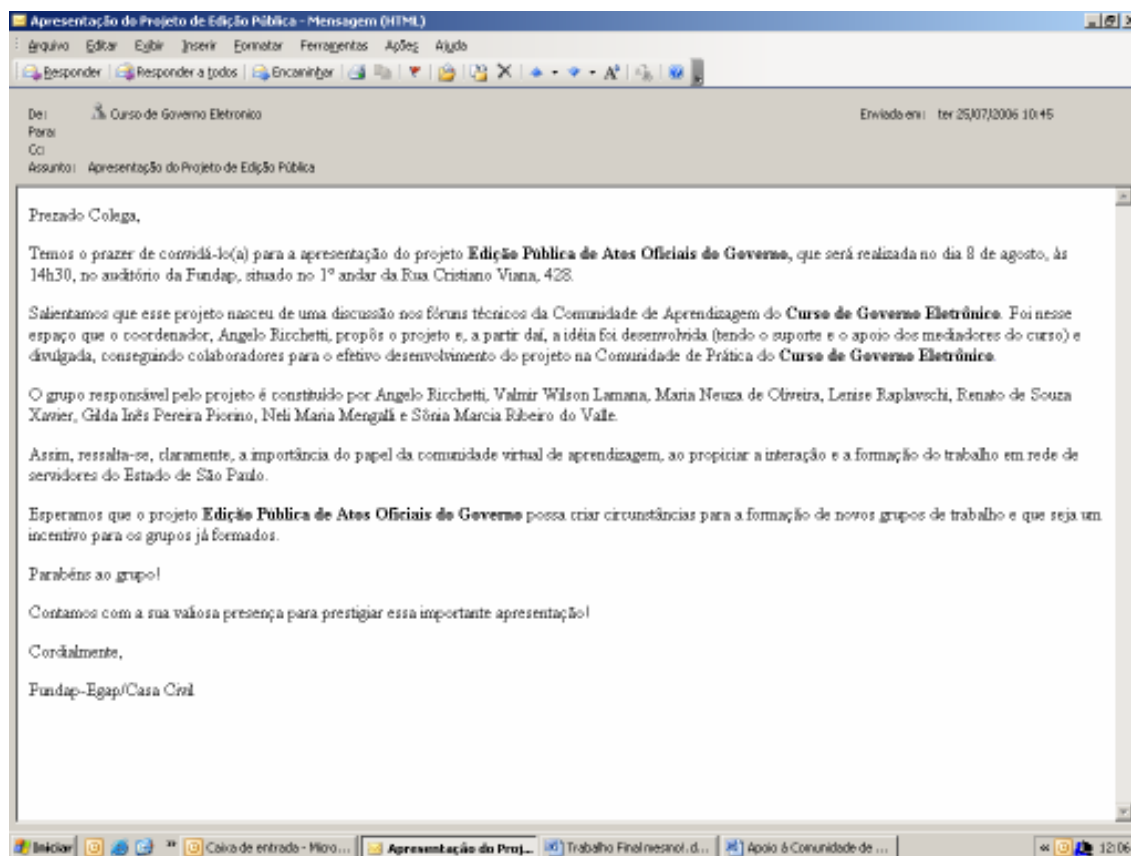 Apresentação do Projeto de Edição Pública - Mensagem (HTML)
Arquivo Editar Exibir Inserir Formatar Ferramentas Ações Ajuda
Responder Responder a todos Encaminhar
De: Curso de Governo Eletronico Enviada em: ter 25/07/2006 10:45
Para:
Cc:
Assunto: Apresentação do Projeto de Edição Pública
Prezado Colega,
Temos o prazer de convidá-lo(a) para a apresentação do projeto Edição Pública de Atos Oficiais do Governo, que será realizada no dia 8 de agosto, às
14h30, no auditório da Fundap, situado no 1º andar da Rua Cristiano Viana, 428.
Salientamos que esse projeto nasceu de uma discussão nos fóruns técnicos da Comunidade de Aprendizagem do Curso de Governo Eletrônico. Foi nesse
espaço que o coordenador, Angelo Ricchetti, propôs o projeto e, a partir daí, a idéia foi desenvolvida (tendo o suporte e o apoio dos mediadores do curso) e
divulgada, conseguindo colaboradores para o efetivo desenvolvimento do projeto na Comunidade de Prática do Curso de Governo Eletrônico.
O grupo responsável pelo projeto é constituído por Angelo Ricchetti, Valmir Wilson Lamana, Maria Neuza de Oliveira, Lenise Raplavschi, Renato de Souza
Xavier, Gilda Inês Pereira Piorino, Neli Maria Mengalli e Sônia Marcia Ribeiro do Valle.
Assim, ressalta-se, claramente, a importância do papel da comunidade virtual de aprendizagem, ao propiciar a interação e a formação do trabalho em rede de
servidores do Estado de São Paulo.
Esperamos que o projeto Edição Pública de Atos Oficiais do Governo possa criar circunstâncias para a formação de novos grupos de trabalho e que seja um
incentivo para os grupos já formados.
Parabéns ao grupo!
Contamos com a sua valiosa presença para prestigiar essa importante apresentação!
Cordialmente,
Fundap-Egap/Casa Civil
Iniciar » Caixa de entrada - Micro... Apresentação do Proj... Trabalho Finalmesmo1.d... Apoio à Comunidade de ... « 12:06